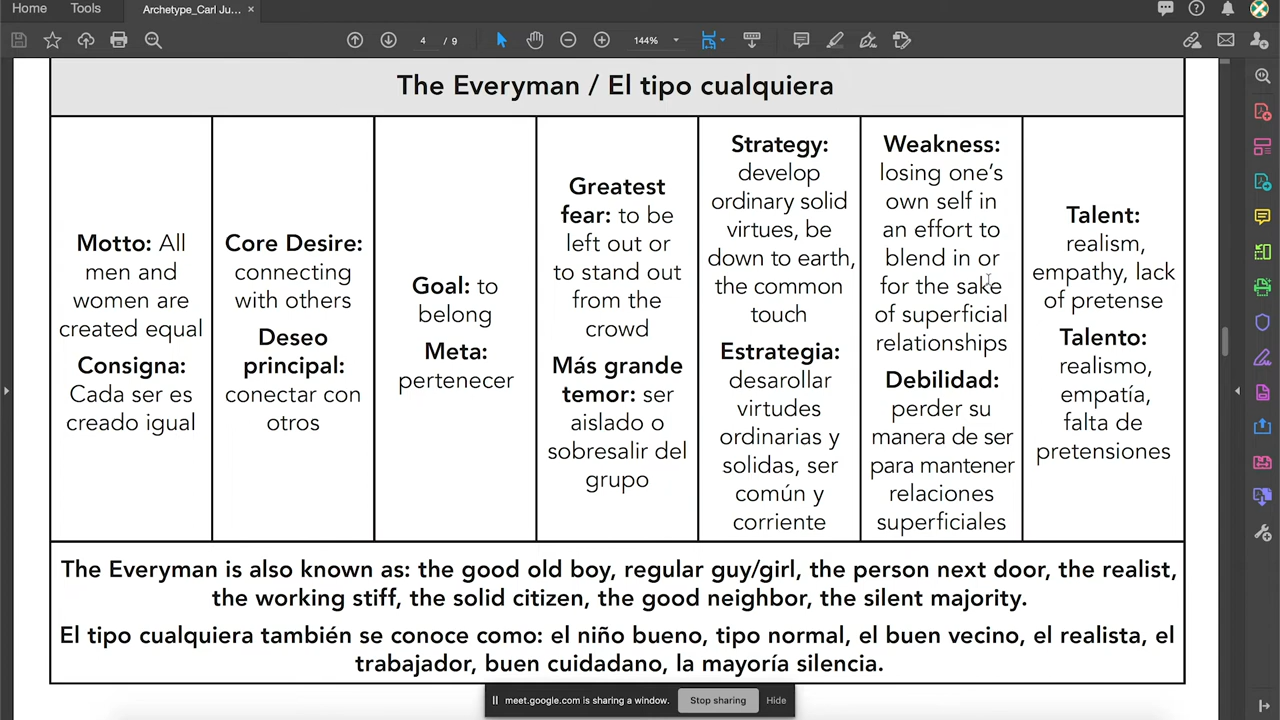 Home Tools Archetype_Carl Ju... ×
4 / 9 144%
The Everyman / El tipo cualquiera
Motto: All
men and
women are
created equal
Consigna:
Cada ser es
creado igual
Core Desire:
connecting
with others
Deseo
principal:
conectar con
otros
Goal: to
belong
Meta:
pertenecer
Greatest
fear: to be
left out or
to stand out
from the
crowd
Más grande
temor: ser
aislado o
sobresalir del
grupo
Strategy:
develop
ordinary solid
virtues, be
down to earth,
the common
touch
Estrategia:
desarollar
virtudes
ordinarias y
solidas, ser
común y
corriente
Weakness:
losing one's
own self in
an effort to
blend in or
for the sake
of superficial
relationships
Debilidad:
perder su
manera de ser
para mantener
relaciones
superficiales
Talent:
realism,
empathy, lack
of pretense
Talento:
realismo,
empatía,
falta de
pretensiones
The Everyman is also known as: the good old boy, regular guy/girl, the person next door, the realist,
the working stiff, the solid citizen, the good neighbor, the silent majority.
El tipo cualquiera también se conoce como: el niño bueno, tipo normal, el buen vecino, el realista, el
trabajador, buen cuidadano, la mayoría silencia.
meet.google.com is sharing a window. Stop sharing Hide